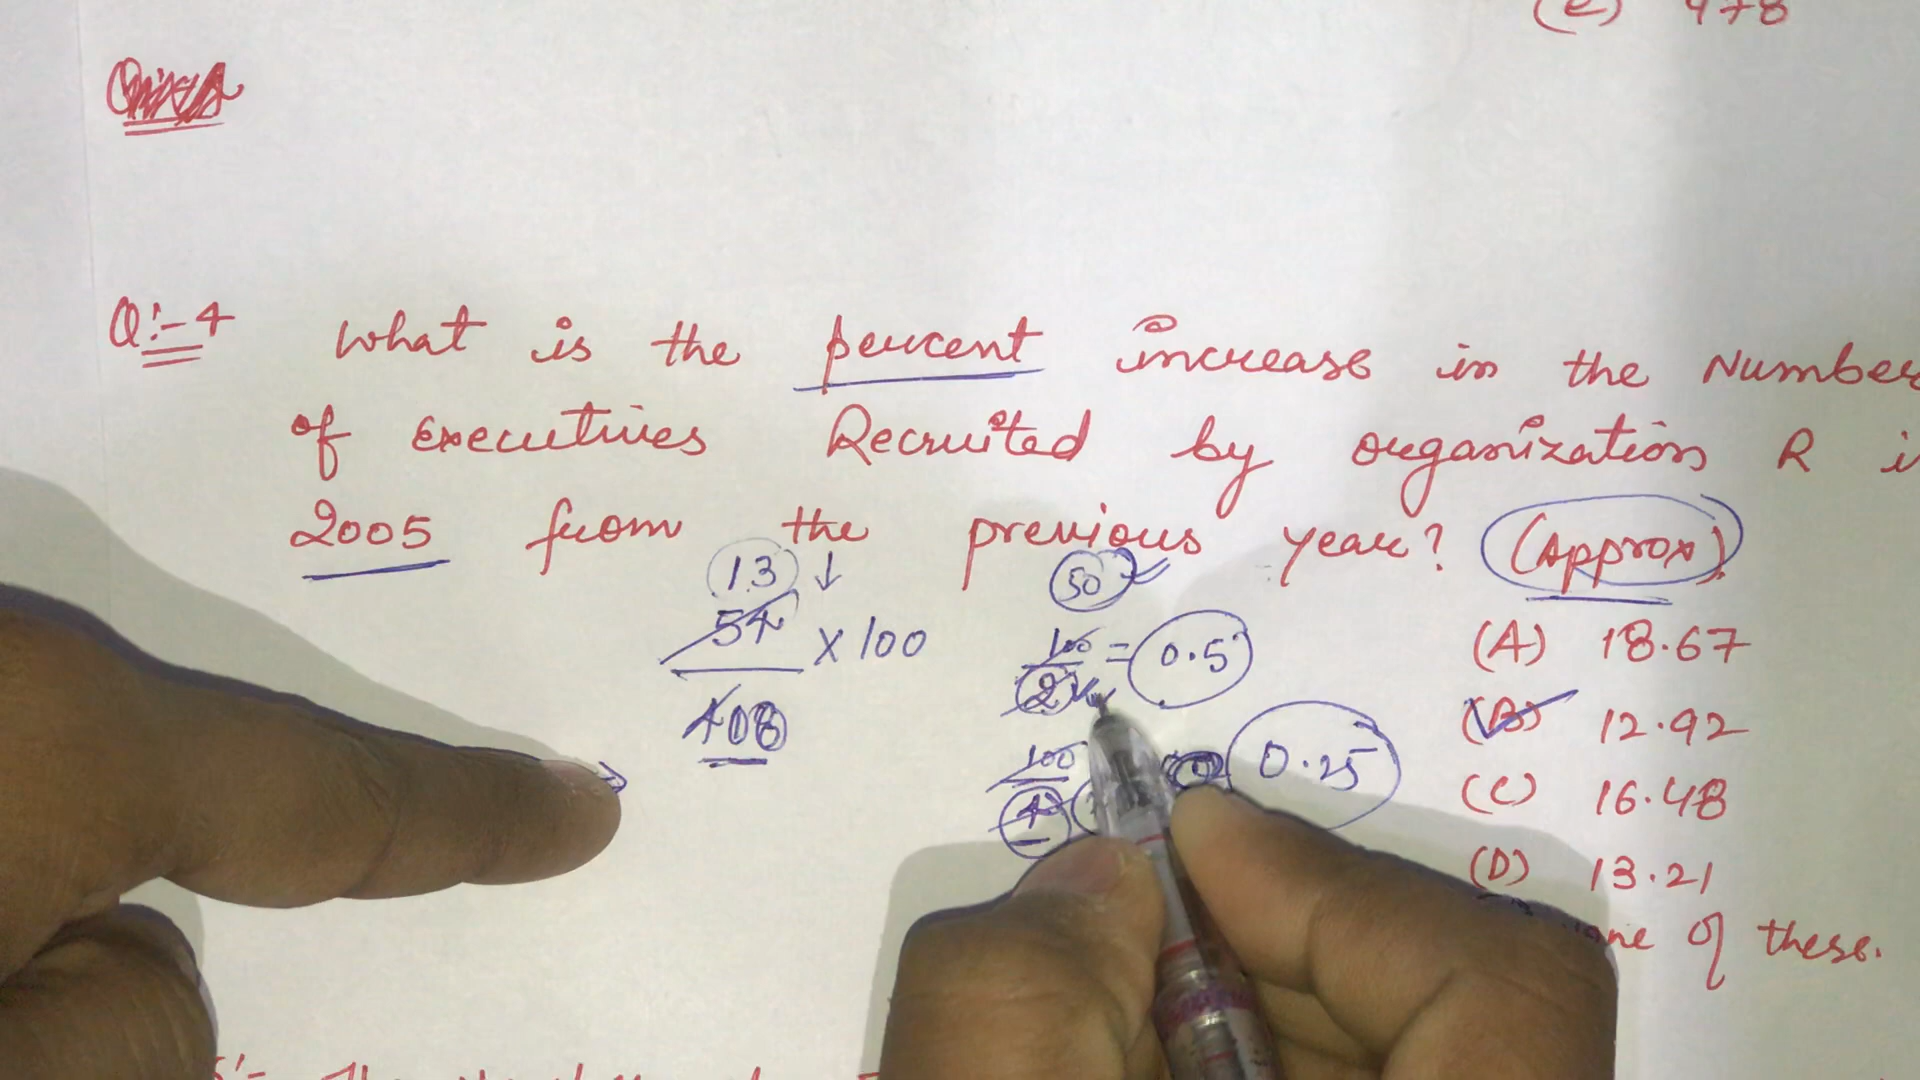 (E) 478
Q:- 4 What is the percent increase in the Number
of executives Recruited by organization R i
2005 from the previous year? (Approx).
13 ↓
54 × 100
408
50
100 = 0.5
2
100 0.25
4
(A) 18.67
(B) 12.92
(C) 16.48
(D) 13.21
of these.